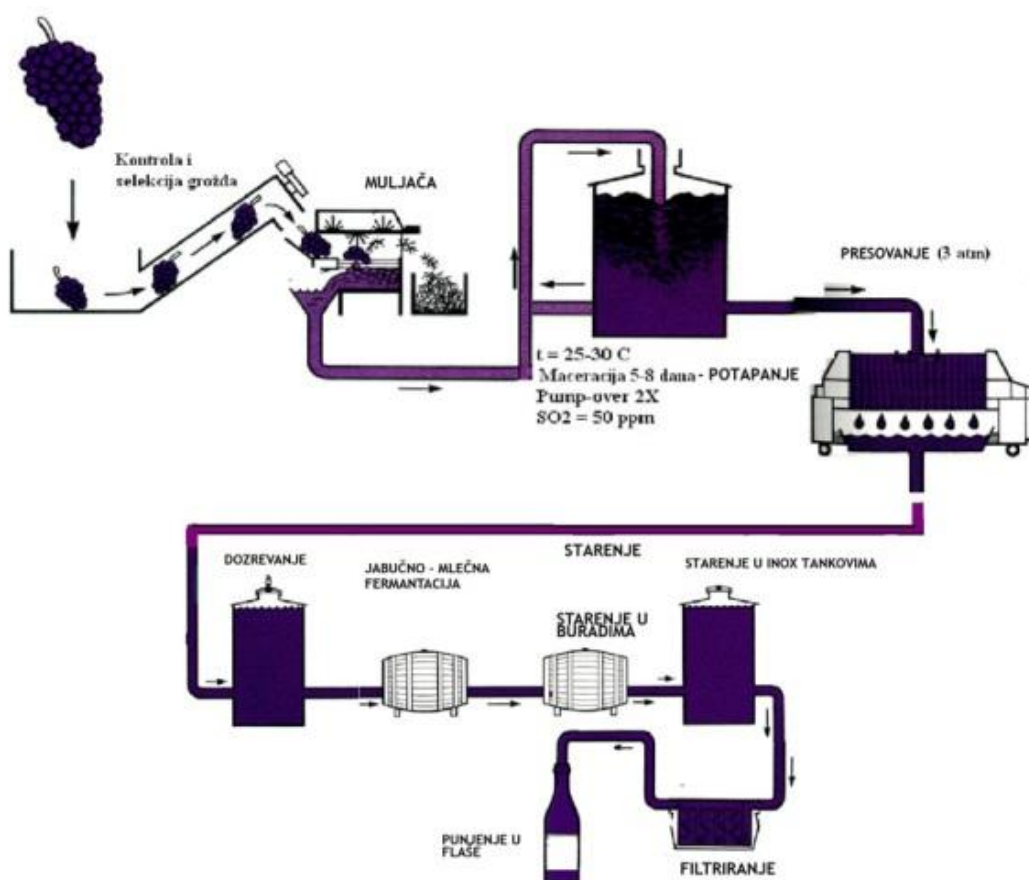 Kontrola i
selekcija grožđa
MULJAČA
PRESOVANJE (3 atm)
t = 25-30 C
Maceracija 5-8 dana - POTAPANJE
Pump-over 2X
SO2 = 50 ppm
STARENJE
DOZREVANJE
JABUČNO - MLEČNA
FERMANTACIJA
STARENJE U INOX TANKOVIMA
STARENJE U
BURADIMA
PUNJENJE U
FLAŠE
FILTRIRANJE